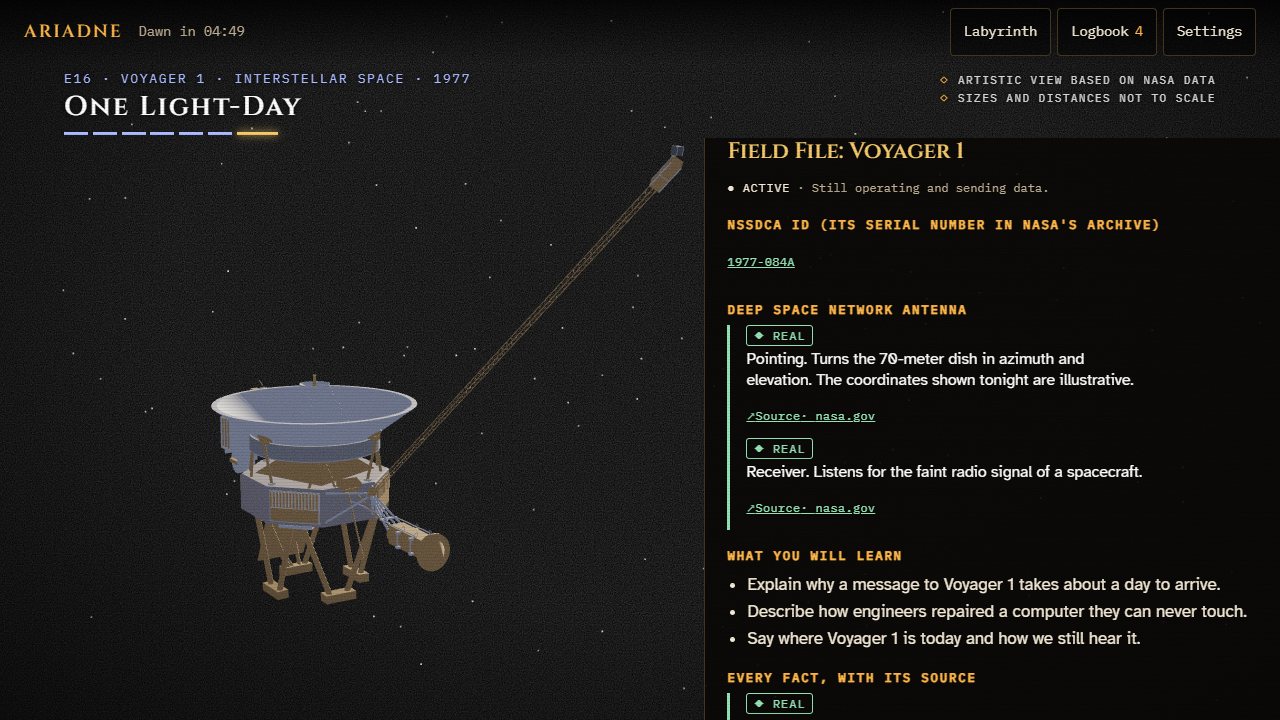 ARIADNE Dawn in 04:49
Labyrinth
Logbook 4
Settings
E16 · VOYAGER 1 · INTERSTELLAR SPACE · 1977
One Light-Day
◇ ARTISTIC VIEW BASED ON NASA DATA
◇ SIZES AND DISTANCES NOT TO SCALE
Field File: Voyager 1
● ACTIVE · Still operating and sending data.
NSSDCA ID (ITS SERIAL NUMBER IN NASA'S ARCHIVE)
1977-084A
DEEP SPACE NETWORK ANTENNA
◆ REAL
Pointing. Turns the 70-meter dish in azimuth and
elevation. The coordinates shown tonight are illustrative.
↗Source· nasa.gov
◆ REAL
Receiver. Listens for the faint radio signal of a spacecraft.
↗Source· nasa.gov
WHAT YOU WILL LEARN
• Explain why a message to Voyager 1 takes about a day to arrive.
• Describe how engineers repaired a computer they can never touch.
• Say where Voyager 1 is today and how we still hear it.
EVERY FACT, WITH ITS SOURCE
◆ REAL